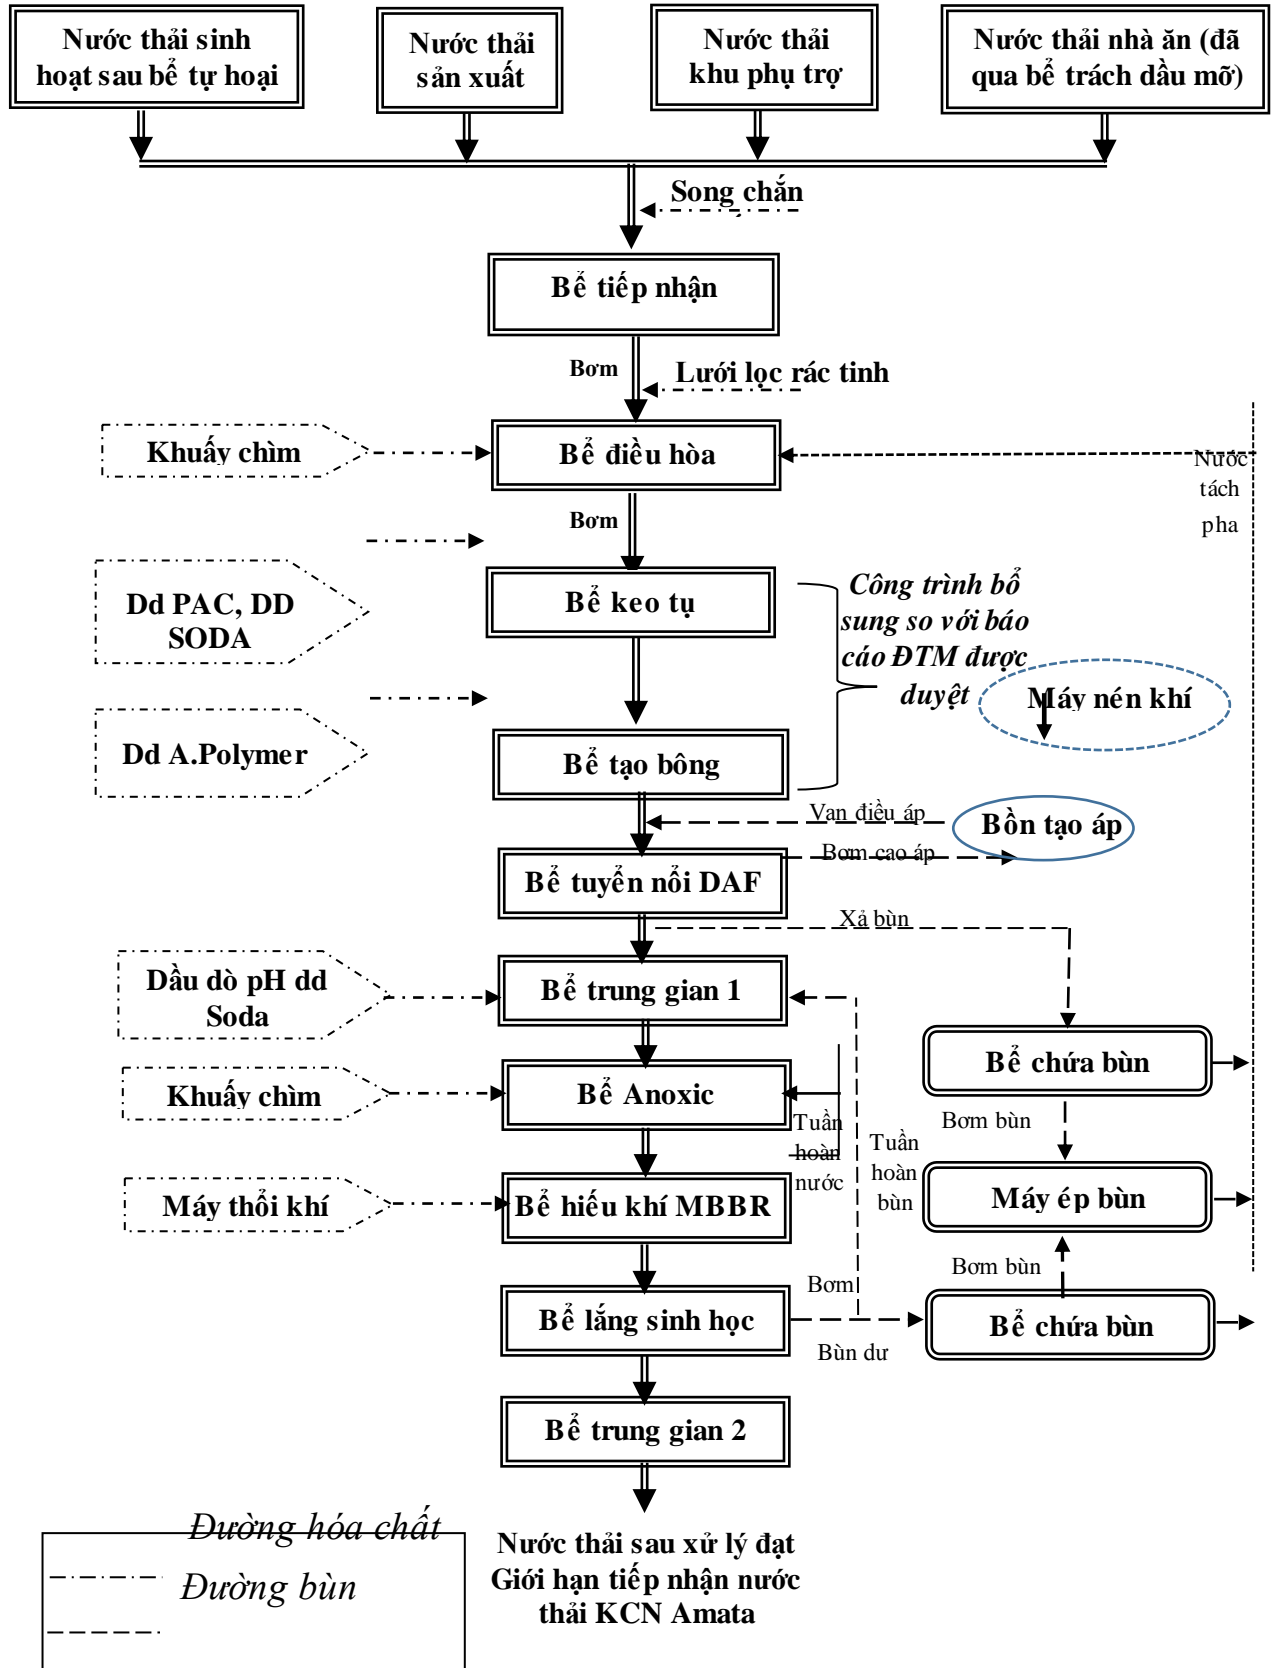 Nước thải sinh
hoạt sau bể tự hoại
Nước thải
sản xuất
Nước thải
khu phụ trợ
Nước thải nhà ăn (đã
qua bể trách dầu mỡ)
Song chắn
Bể tiếp nhận
Bơm
Lưới lọc rác tinh
Khuấy chìm
Bể điều hòa
Nước
tách
pha
Bơm
Dd PAC, DD
SODA
Bể keo tụ
Công trình bổ
sung so với báo
cáo ĐTM được
duyệt
Máy nén khí
Dd A.Polymer
Bể tạo bông
Van điều áp
Bồn tạo áp
Bơm cao áp
Bể tuyển nổi DAF
Xả bùn
Dầu dò pH dd
Soda
Bể trung gian 1
Bể chứa bùn
Khuấy chìm
Bể Anoxic
Tuần
hoàn
nước
Tuần
hoàn
bùn
Bơm bùn
Máy thổi khí
Bể hiếu khí MBBR
Máy ép bùn
Bơm bùn
Bơm
Bể lắng sinh học
Bùn dư
Bể chứa bùn
Bể trung gian 2
Đường hóa chất
Đường bùn
Nước thải sau xử lý đạt
Giới hạn tiếp nhận nước
thải KCN Amata